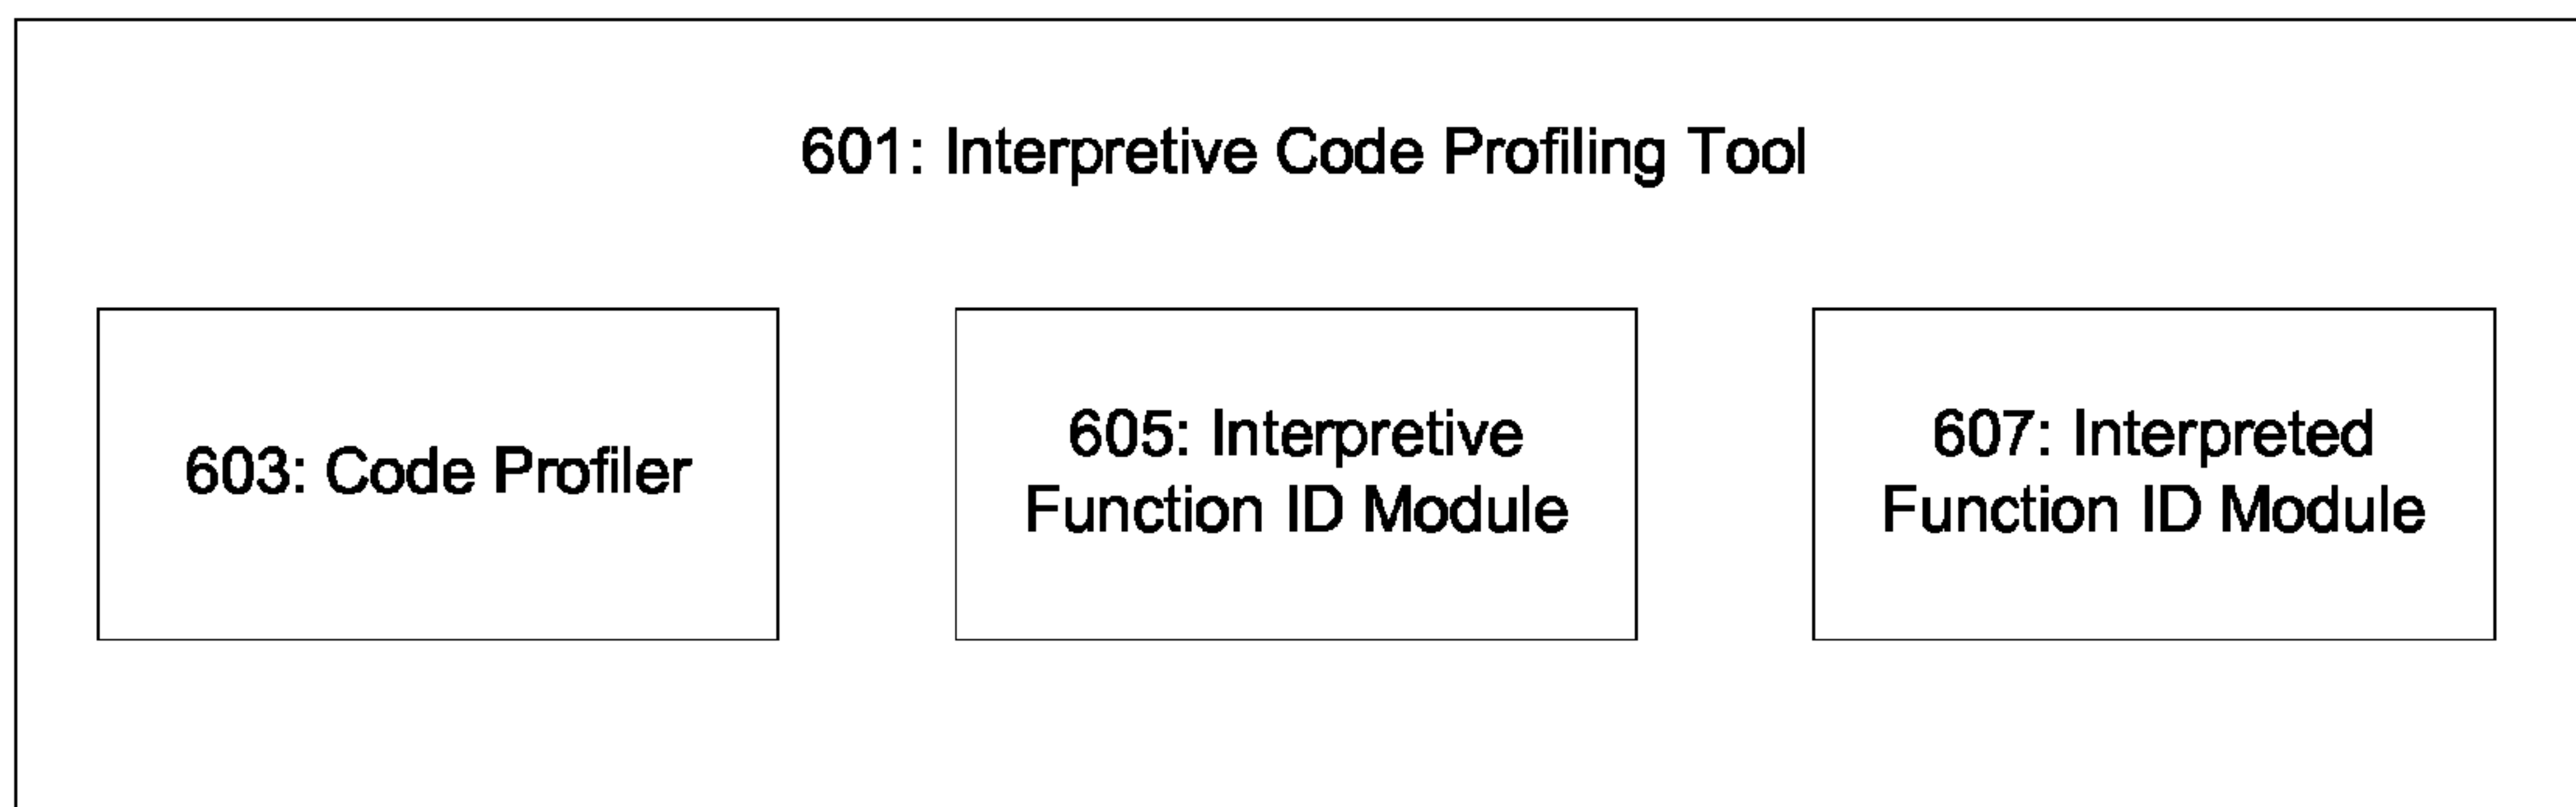 601: Interpretive Code Profiling Tool
603: Code Profiler
605: Interpretive
Function ID Module
607: Interpreted
Function ID Module